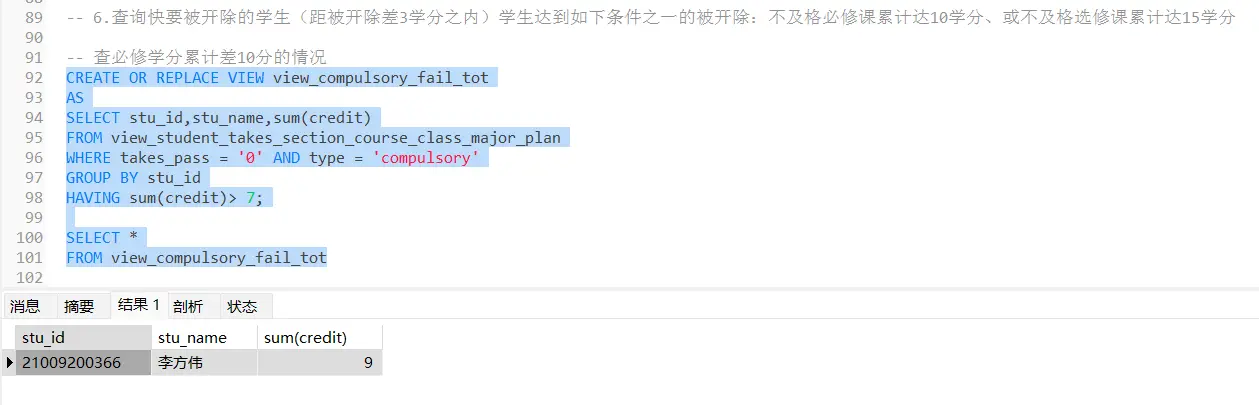 89 -- 6.查询快要被开除的学生（距被开除差3学分之内）学生达到如下条件之一的被开除：不及格必修课累计达10学分、或不及格选修课累计达15学分
90
91 -- 查必修学分累计差10分的情况
92 CREATE OR REPLACE VIEW view_compulsory_fail_tot
93 AS
94 SELECT stu_id,stu_name,sum(credit)
95 FROM view_student_takes_section_course_class_major_plan
96 WHERE takes_pass = '0' AND type = 'compulsory'
97 GROUP BY stu_id
98 HAVING sum(credit)> 7;
99
100 SELECT *
101 FROM view_compulsory_fail_tot
102
消息 摘要 结果 1 剖析 状态
stu_id stu_name sum(credit)
21009200366 李方伟 9